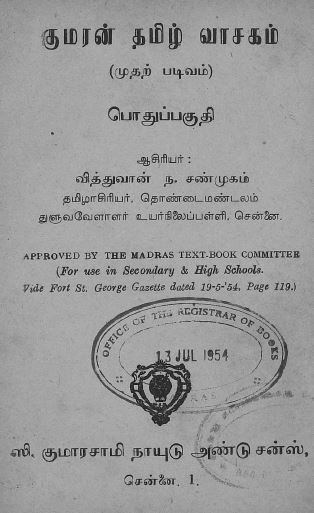 குமரன் தமிழ் வாசகம்
(முதற் படிவம்)
பொதுப்பகுதி
ஆசிரியர் :
வித்துவான் ந. சண்முகம்
தமிழாசிரியர், தொண்டைமண்டலம்
துளுவவேளாளர் உயர்நிலைப்பள்ளி, சென்னை.
APPROVED BY THE MADRAS TEXT-BOOK COMMITTEE
(For use in Secondary & High Schools.
Vide Fort St. George Gazette dated 19-5-'54, Page 119.)
OFFICE OF THE REGISTRAR OF BOOKS
13 JUL 1954
ஸி. குமாரசாமி நாயுடு அண்டு சன்ஸ்,
சென்னை. 1.